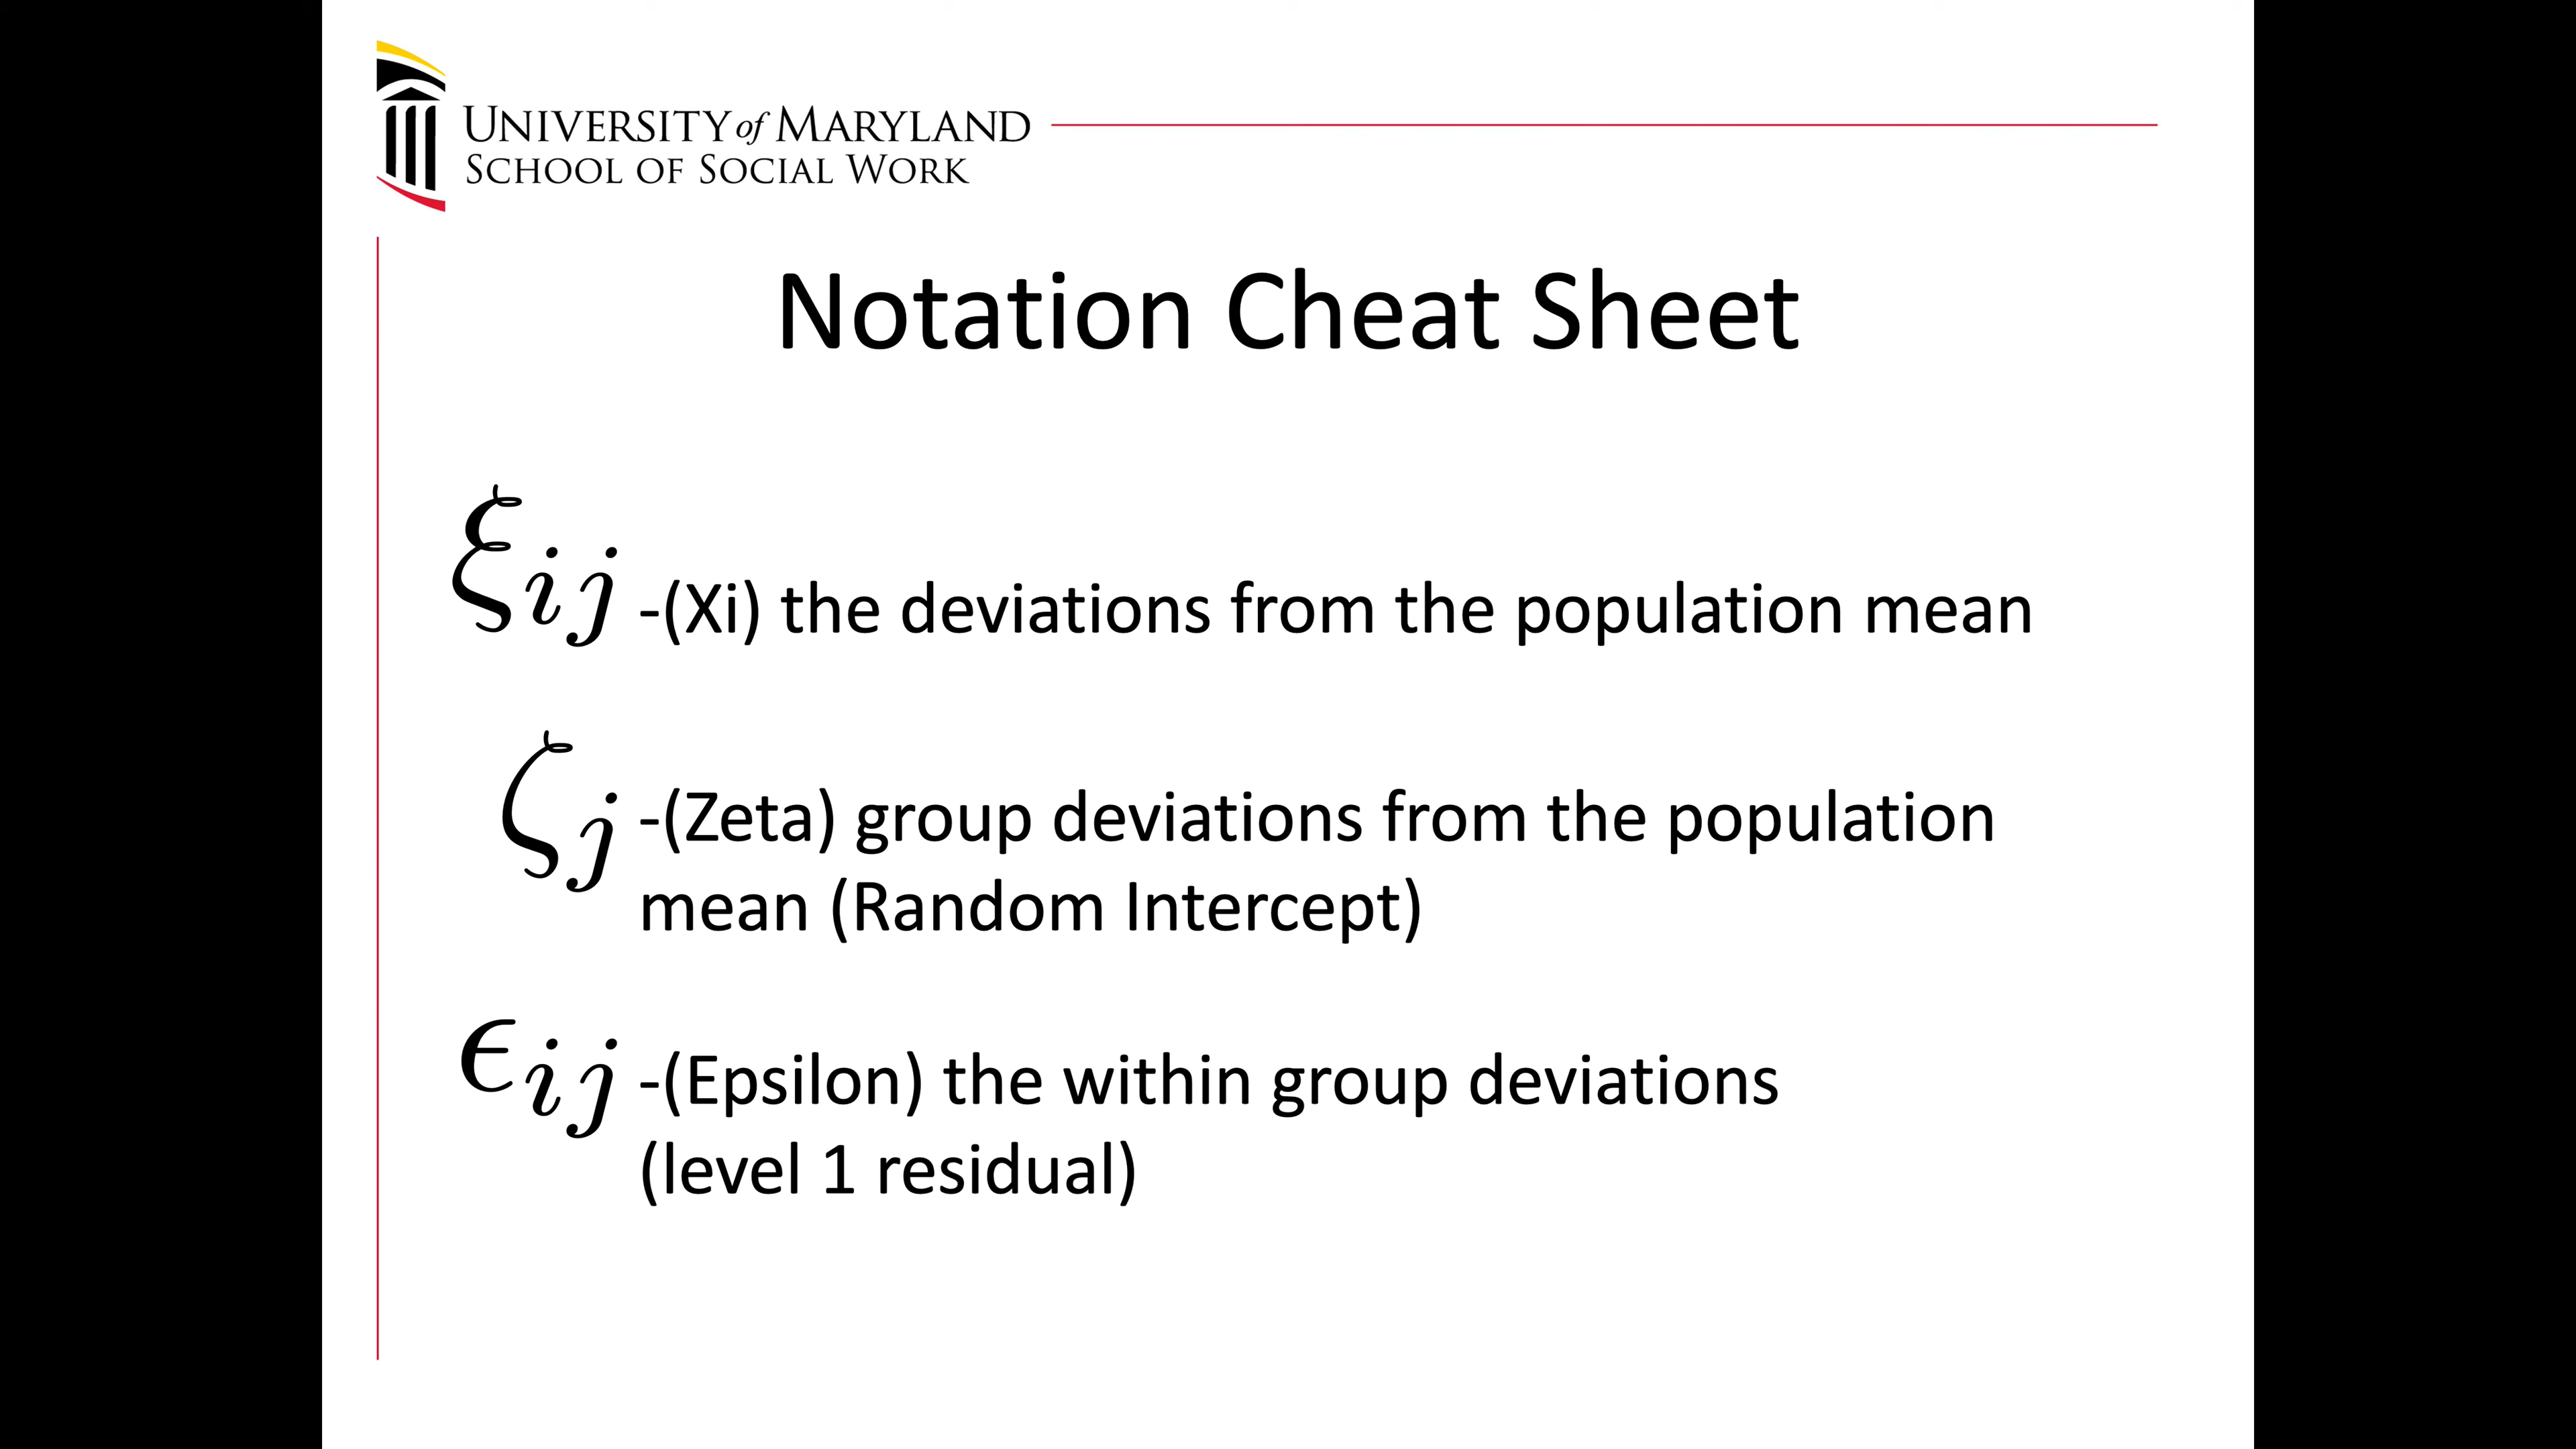 UNIVERSITY of MARYLAND
SCHOOL OF SOCIAL WORK
Notation Cheat Sheet
ξij -(Xi) the deviations from the population mean
ζj -(Zeta) group deviations from the population
mean (Random Intercept)
ϵij -(Epsilon) the within group deviations
(level 1 residual)